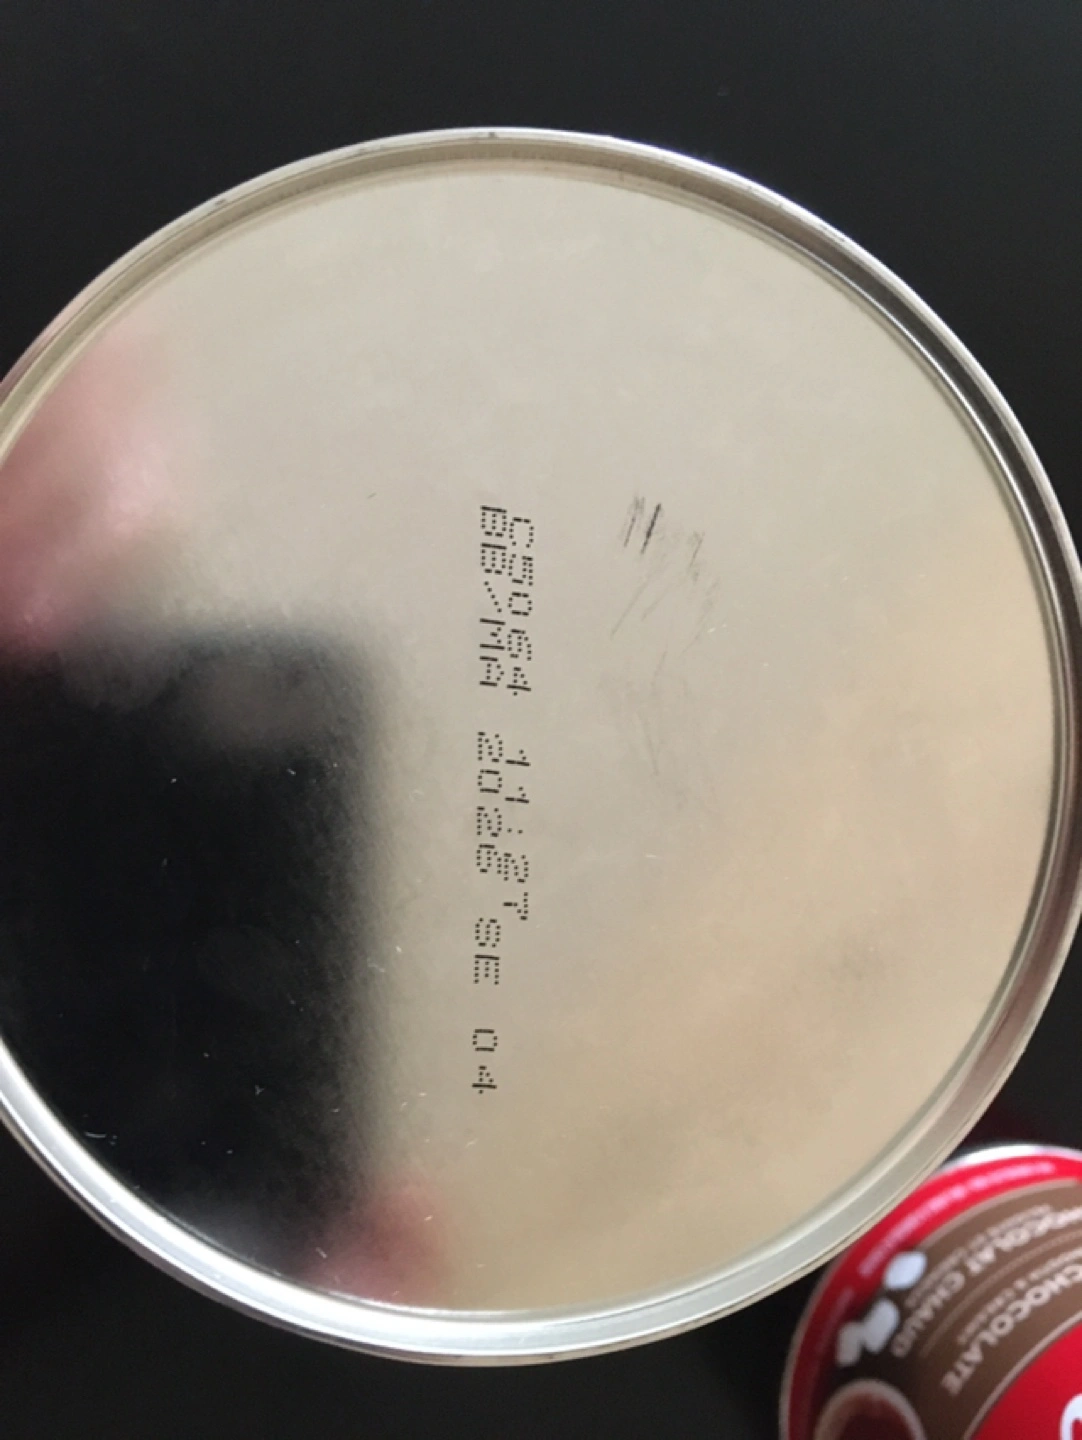 C5064 11:27
BB/MA 2026 SE 04
CHOCOLAT CHAUD
CHOCOLATE